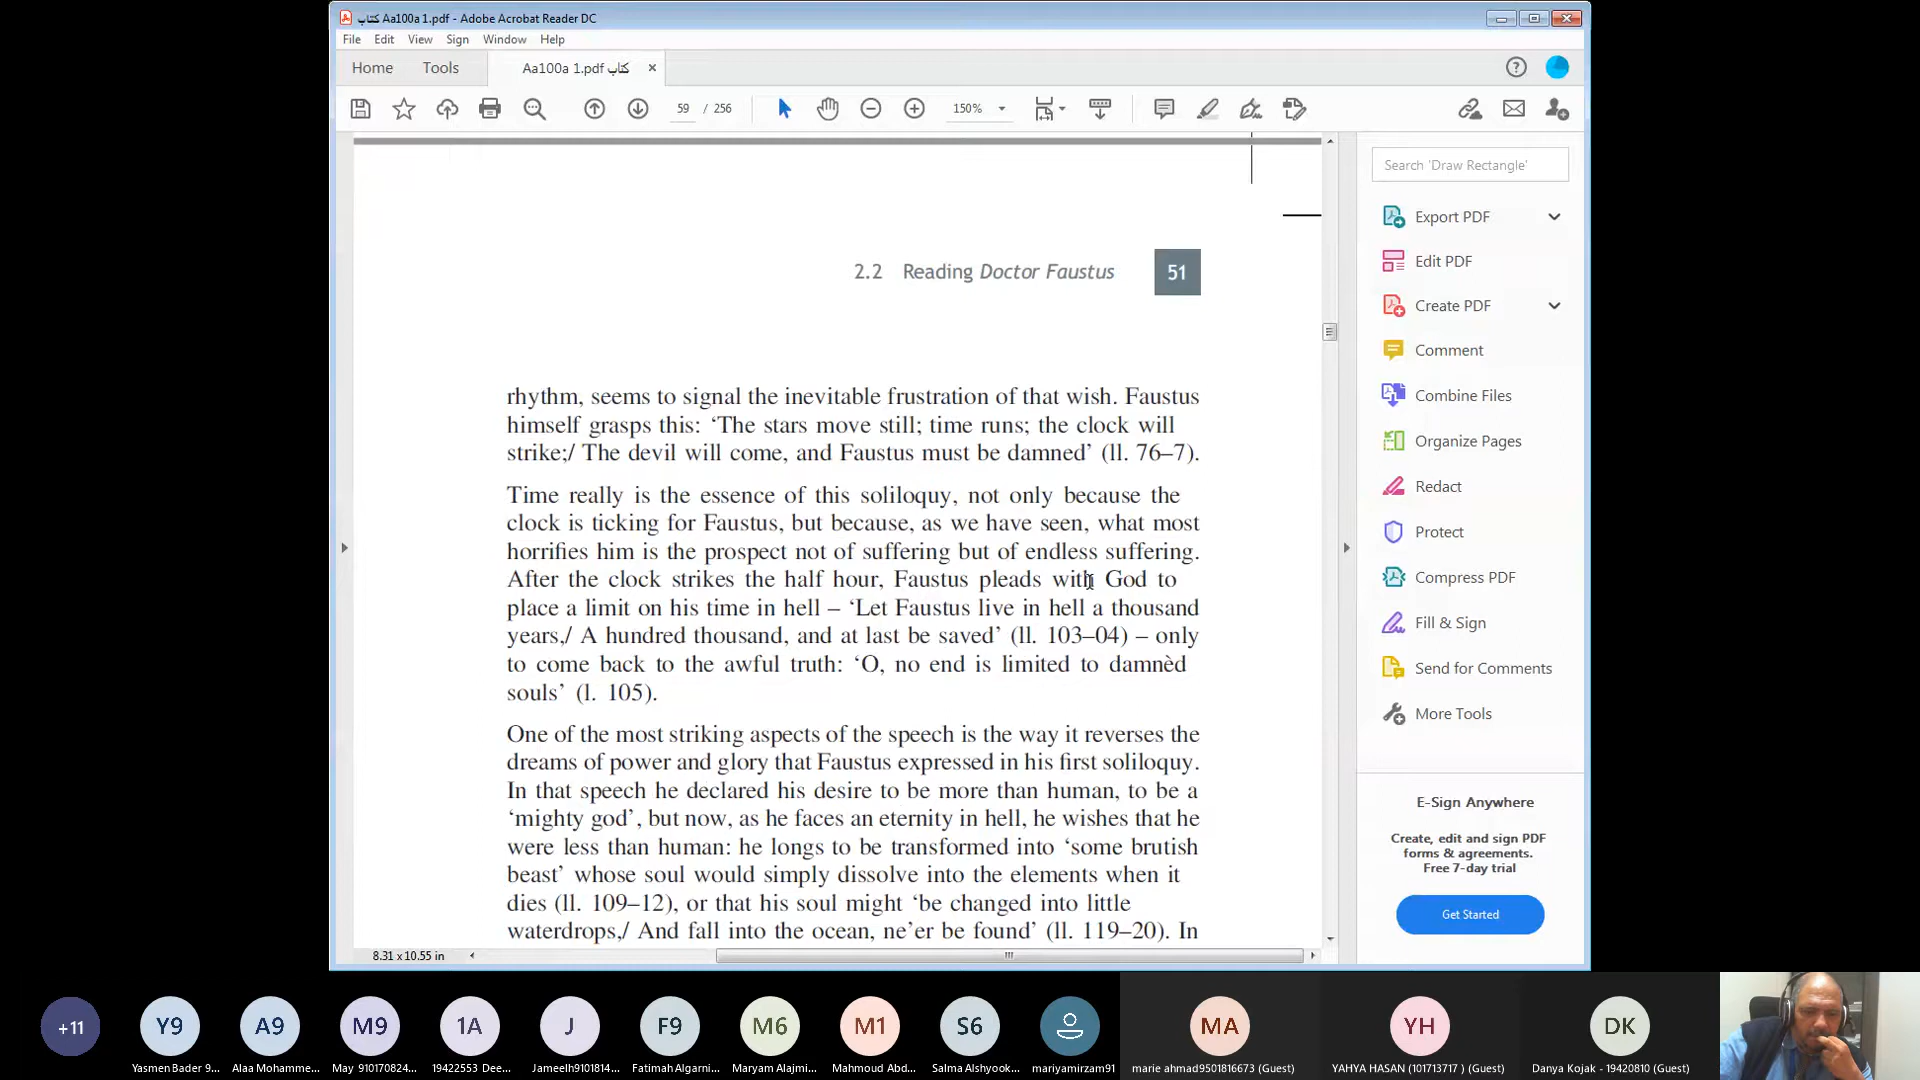 كتاب Aa100a 1.pdf - Adobe Acrobat Reader DC
File Edit View Sign Window Help
Home Tools Aa100a 1.pdf كتاب
59 / 256 150%
2.2 Reading Doctor Faustus 51
rhythm, seems to signal the inevitable frustration of that wish. Faustus
himself grasps this: ‘The stars move still; time runs; the clock will
strike;/ The devil will come, and Faustus must be damned’ (ll. 76–7).
Time really is the essence of this soliloquy, not only because the
clock is ticking for Faustus, but because, as we have seen, what most
horrifies him is the prospect not of suffering but of endless suffering.
After the clock strikes the half hour, Faustus pleads with God to
place a limit on his time in hell – ‘Let Faustus live in hell a thousand
years,/ A hundred thousand, and at last be saved’ (ll. 103–04) – only
to come back to the awful truth: ‘O, no end is limited to damnèd
souls’ (l. 105).
One of the most striking aspects of the speech is the way it reverses the
dreams of power and glory that Faustus expressed in his first soliloquy.
In that speech he declared his desire to be more than human, to be a
‘mighty god’, but now, as he faces an eternity in hell, he wishes that he
were less than human: he longs to be transformed into ‘some brutish
beast’ whose soul would simply dissolve into the elements when it
dies (ll. 109–12), or that his soul might ‘be changed into little
waterdrops,/ And fall into the ocean, ne’er be found’ (ll. 119–20). In
8.31 x 10.55 in
Search 'Draw Rectangle'
Export PDF
Edit PDF
Create PDF
Comment
Combine Files
Organize Pages
Redact
Protect
Compress PDF
Fill & Sign
Send for Comments
More Tools
E-Sign Anywhere
Create, edit and sign PDF
forms & agreements.
Free 7-day trial
Get Started
+11 Y9 A9 M9 1A J F9 M6 M1 S6 MA YH DK
Yasmen Bader 9... Alaa Mohamme... May 910170824... 19422553 Dee... Jameelh9101814... Fatimah Algarni... Maryam Alajmi... Mahmoud Abd... Salma Alshyook... mariyamirzam91 marie ahmad9501816673 (Guest) YAHYA HASAN (101713717 ) (Guest) Danya Kojak - 19420810 (Guest)